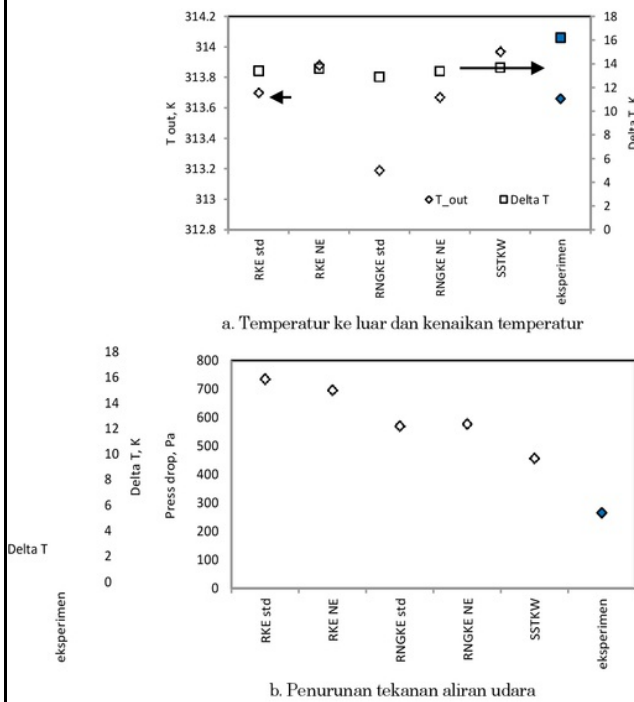 314.2
314
313.8
313.6
313.4
313.2
313
312.8
T out, K
18
16
14
12
10
8
6
4
2
0
Delta T, K
T_out
Delta T
RKE std
RKE NE
RNGKE std
RNGKE NE
SSTKW
eksperimen
a. Temperatur ke luar dan kenaikan temperatur
18
16
14
12
10
8
6
4
2
0
Delta T, K
Delta T
eksperimen
800
700
600
500
400
300
200
100
0
Press drop, Pa
RKE std
RKE NE
RNGKE std
RNGKE NE
SSTKW
eksperimen
b. Penurunan tekanan aliran udara